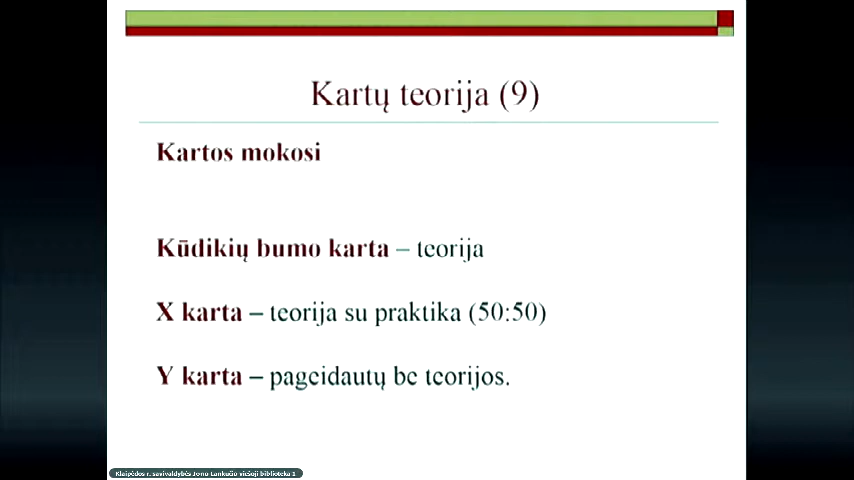 Kartų teorija (9)
Kartos mokosi
Kūdikių bumo karta – teorija
X karta – teorija su praktika (50:50)
Y karta – pageidautų be teorijos.
Klaipėdos r. savivaldybės Jono Lankučio viešoji biblioteka 1